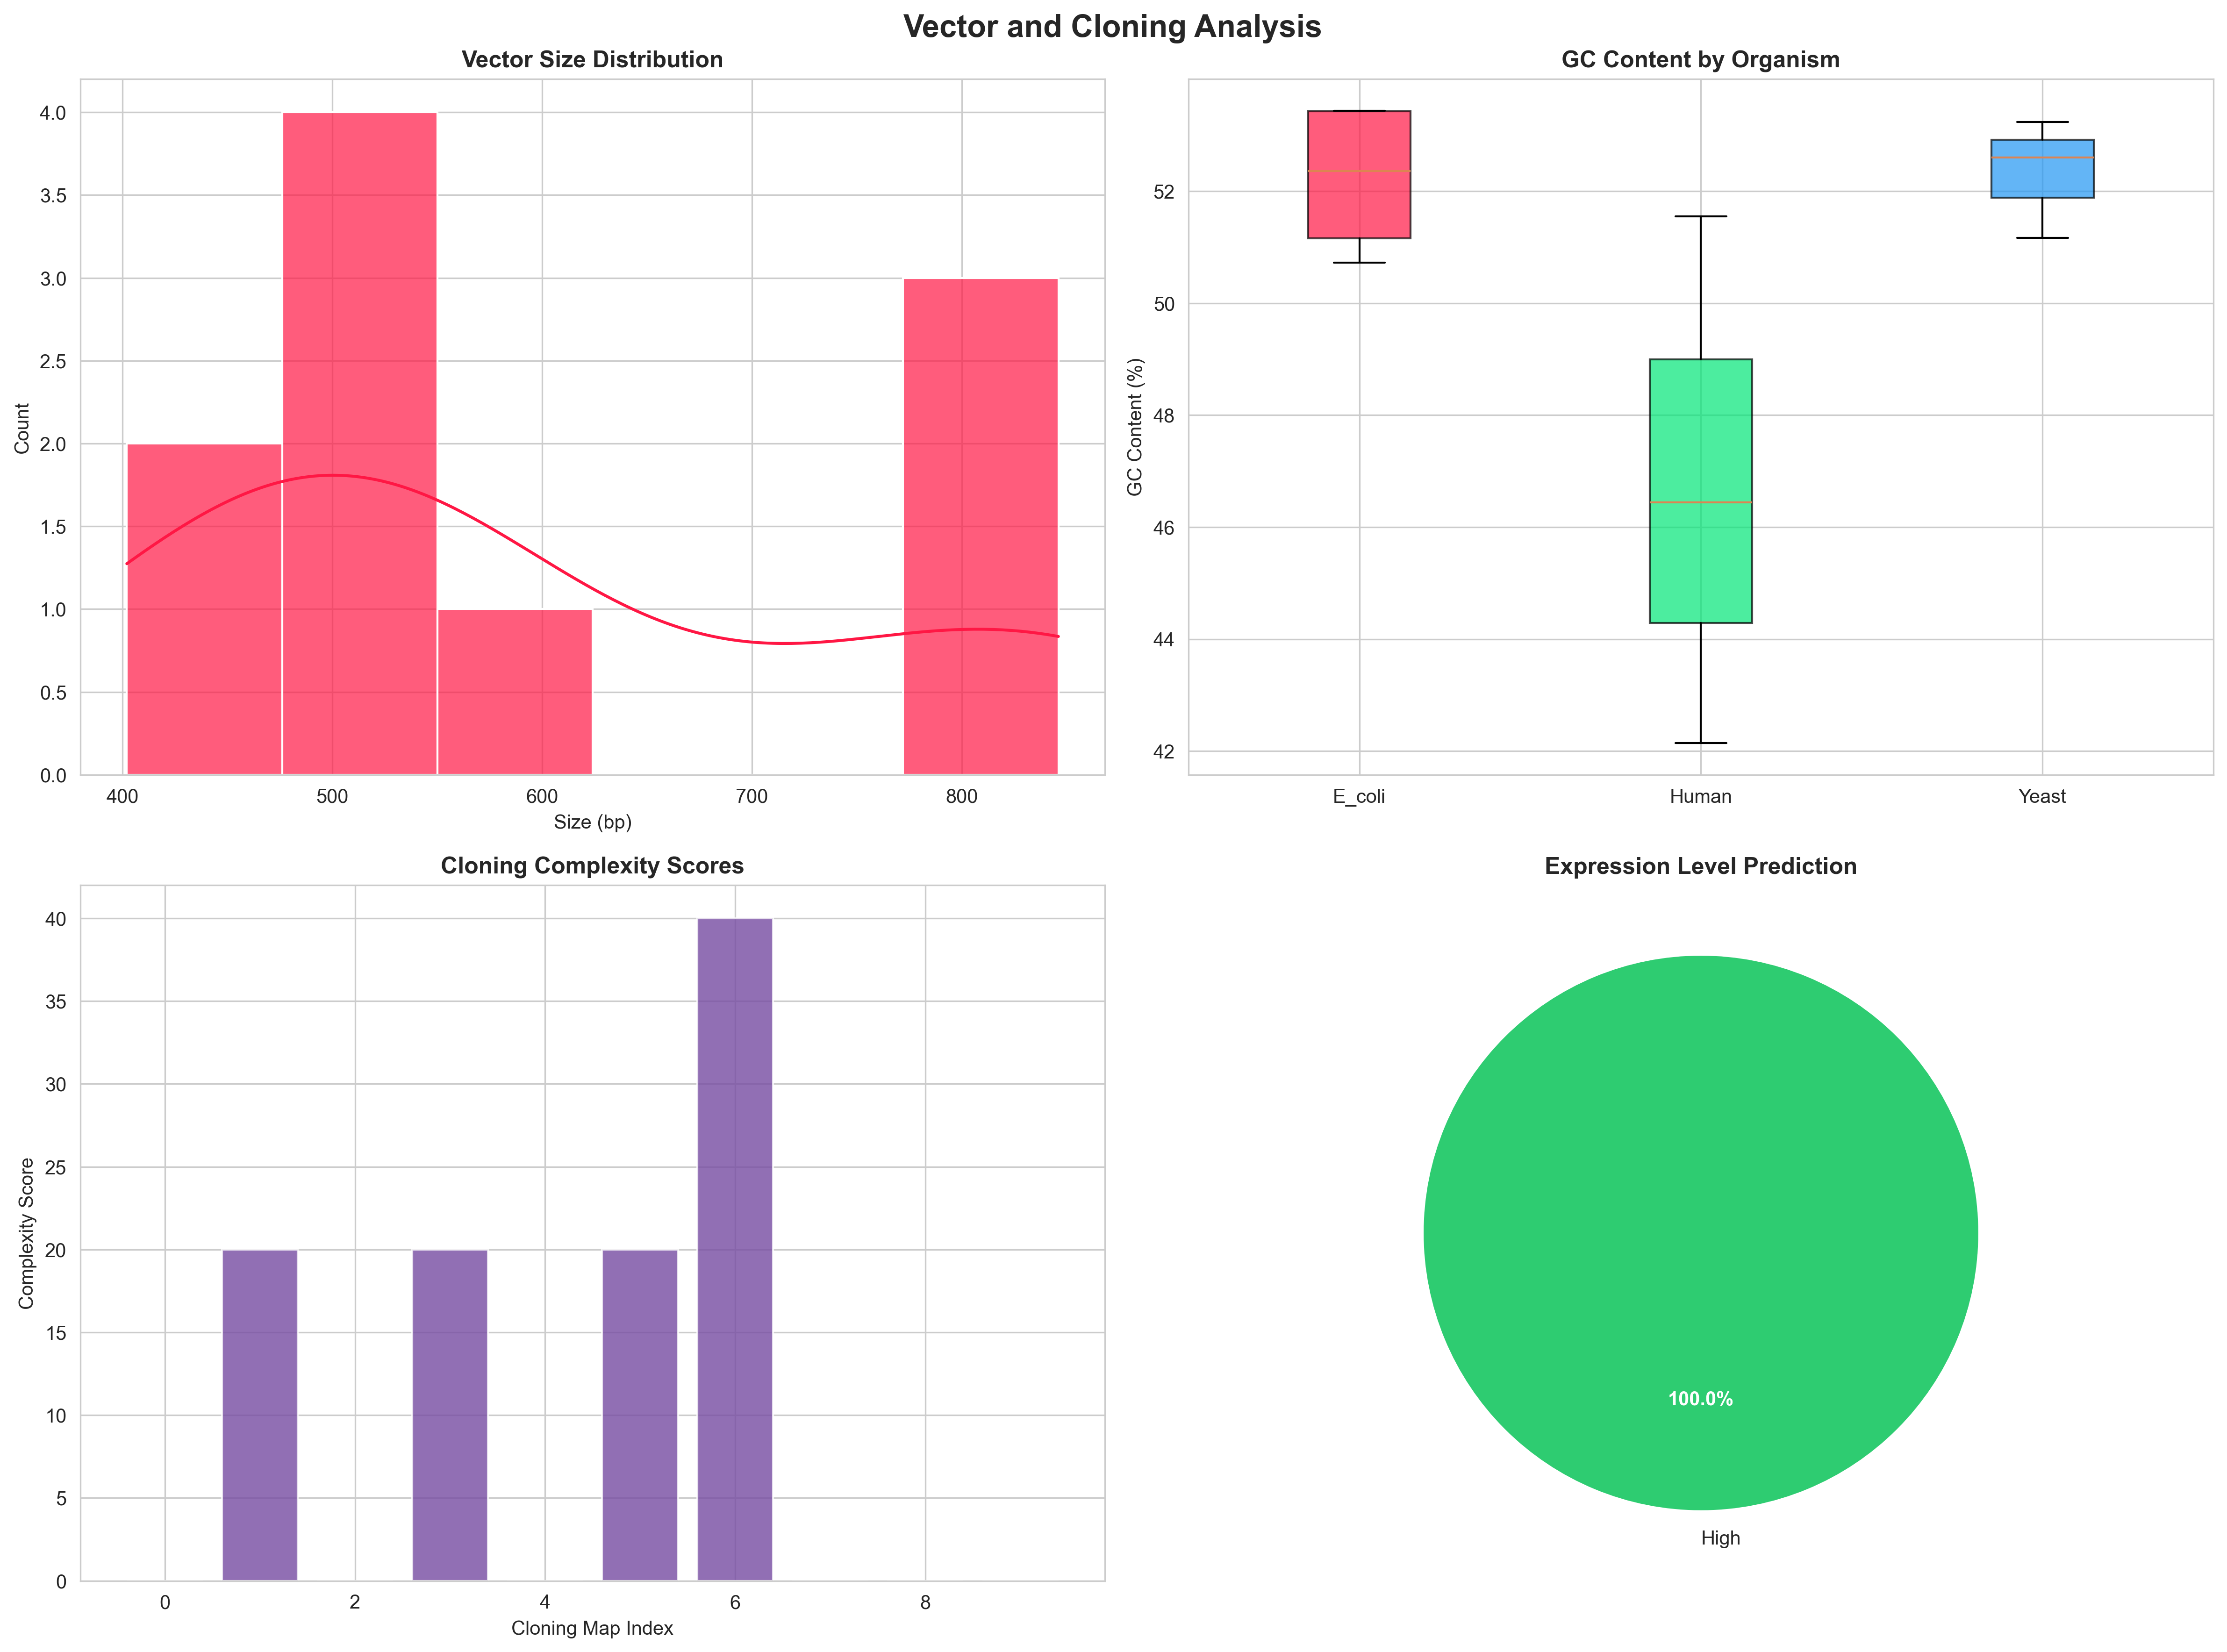 Vector and Cloning Analysis
Vector Size Distribution
Count
4.0
3.5
3.0
2.5
2.0
1.5
1.0
0.5
0.0
400 500 600 700 800
Size (bp)
GC Content by Organism
GC Content (%)
52
50
48
46
44
42
E_coli Human Yeast
Cloning Complexity Scores
Complexity Score
40
35
30
25
20
15
10
5
0
0 2 4 6 8
Cloning Map Index
Expression Level Prediction
100.0%
High